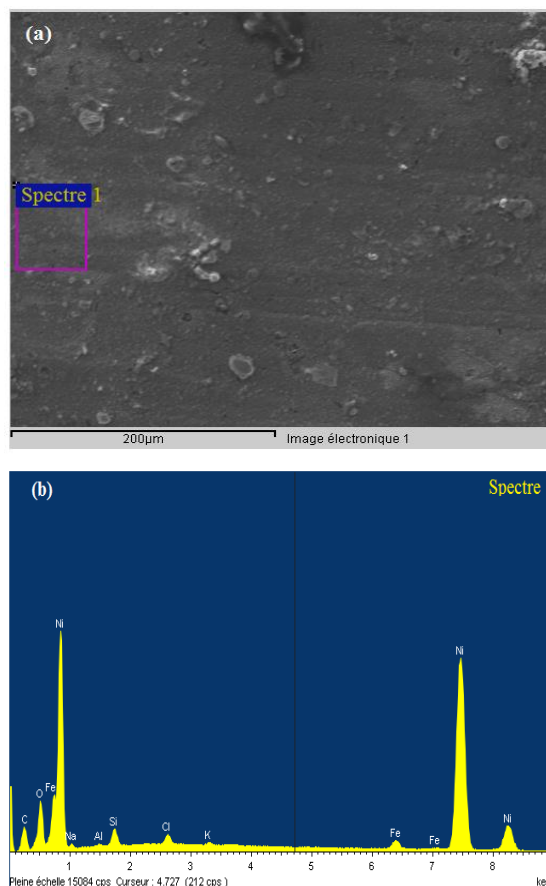 (a)
Spectre 1
200µm Image électronique 1
(b) Spectre
Ni
Ni
O Fe
C Na Al Si Cl K Fe Fe Ni
1 2 3 4 5 6 7 8
Pleine échelle 15084 cps Curseur : 4.727 (212 cps) ke